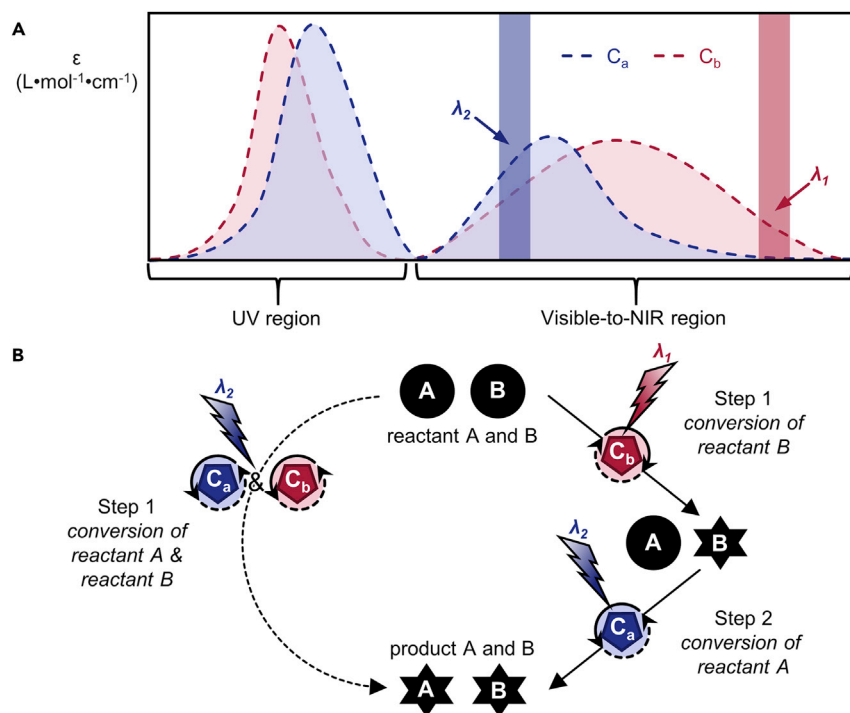 A
ε
(L•mol⁻¹•cm⁻¹)
Cₐ
C_b
λ₂
λ₁
UV region
Visible-to-NIR region
B
λ₂
λ₁
A B
reactant A and B
Step 1
conversion of
reactant B
Cₐ & C_b
C_b
Step 1
conversion of
reactant A &
reactant B
λ₂
A B
Cₐ
Step 2
conversion of
reactant A
product A and B
A B